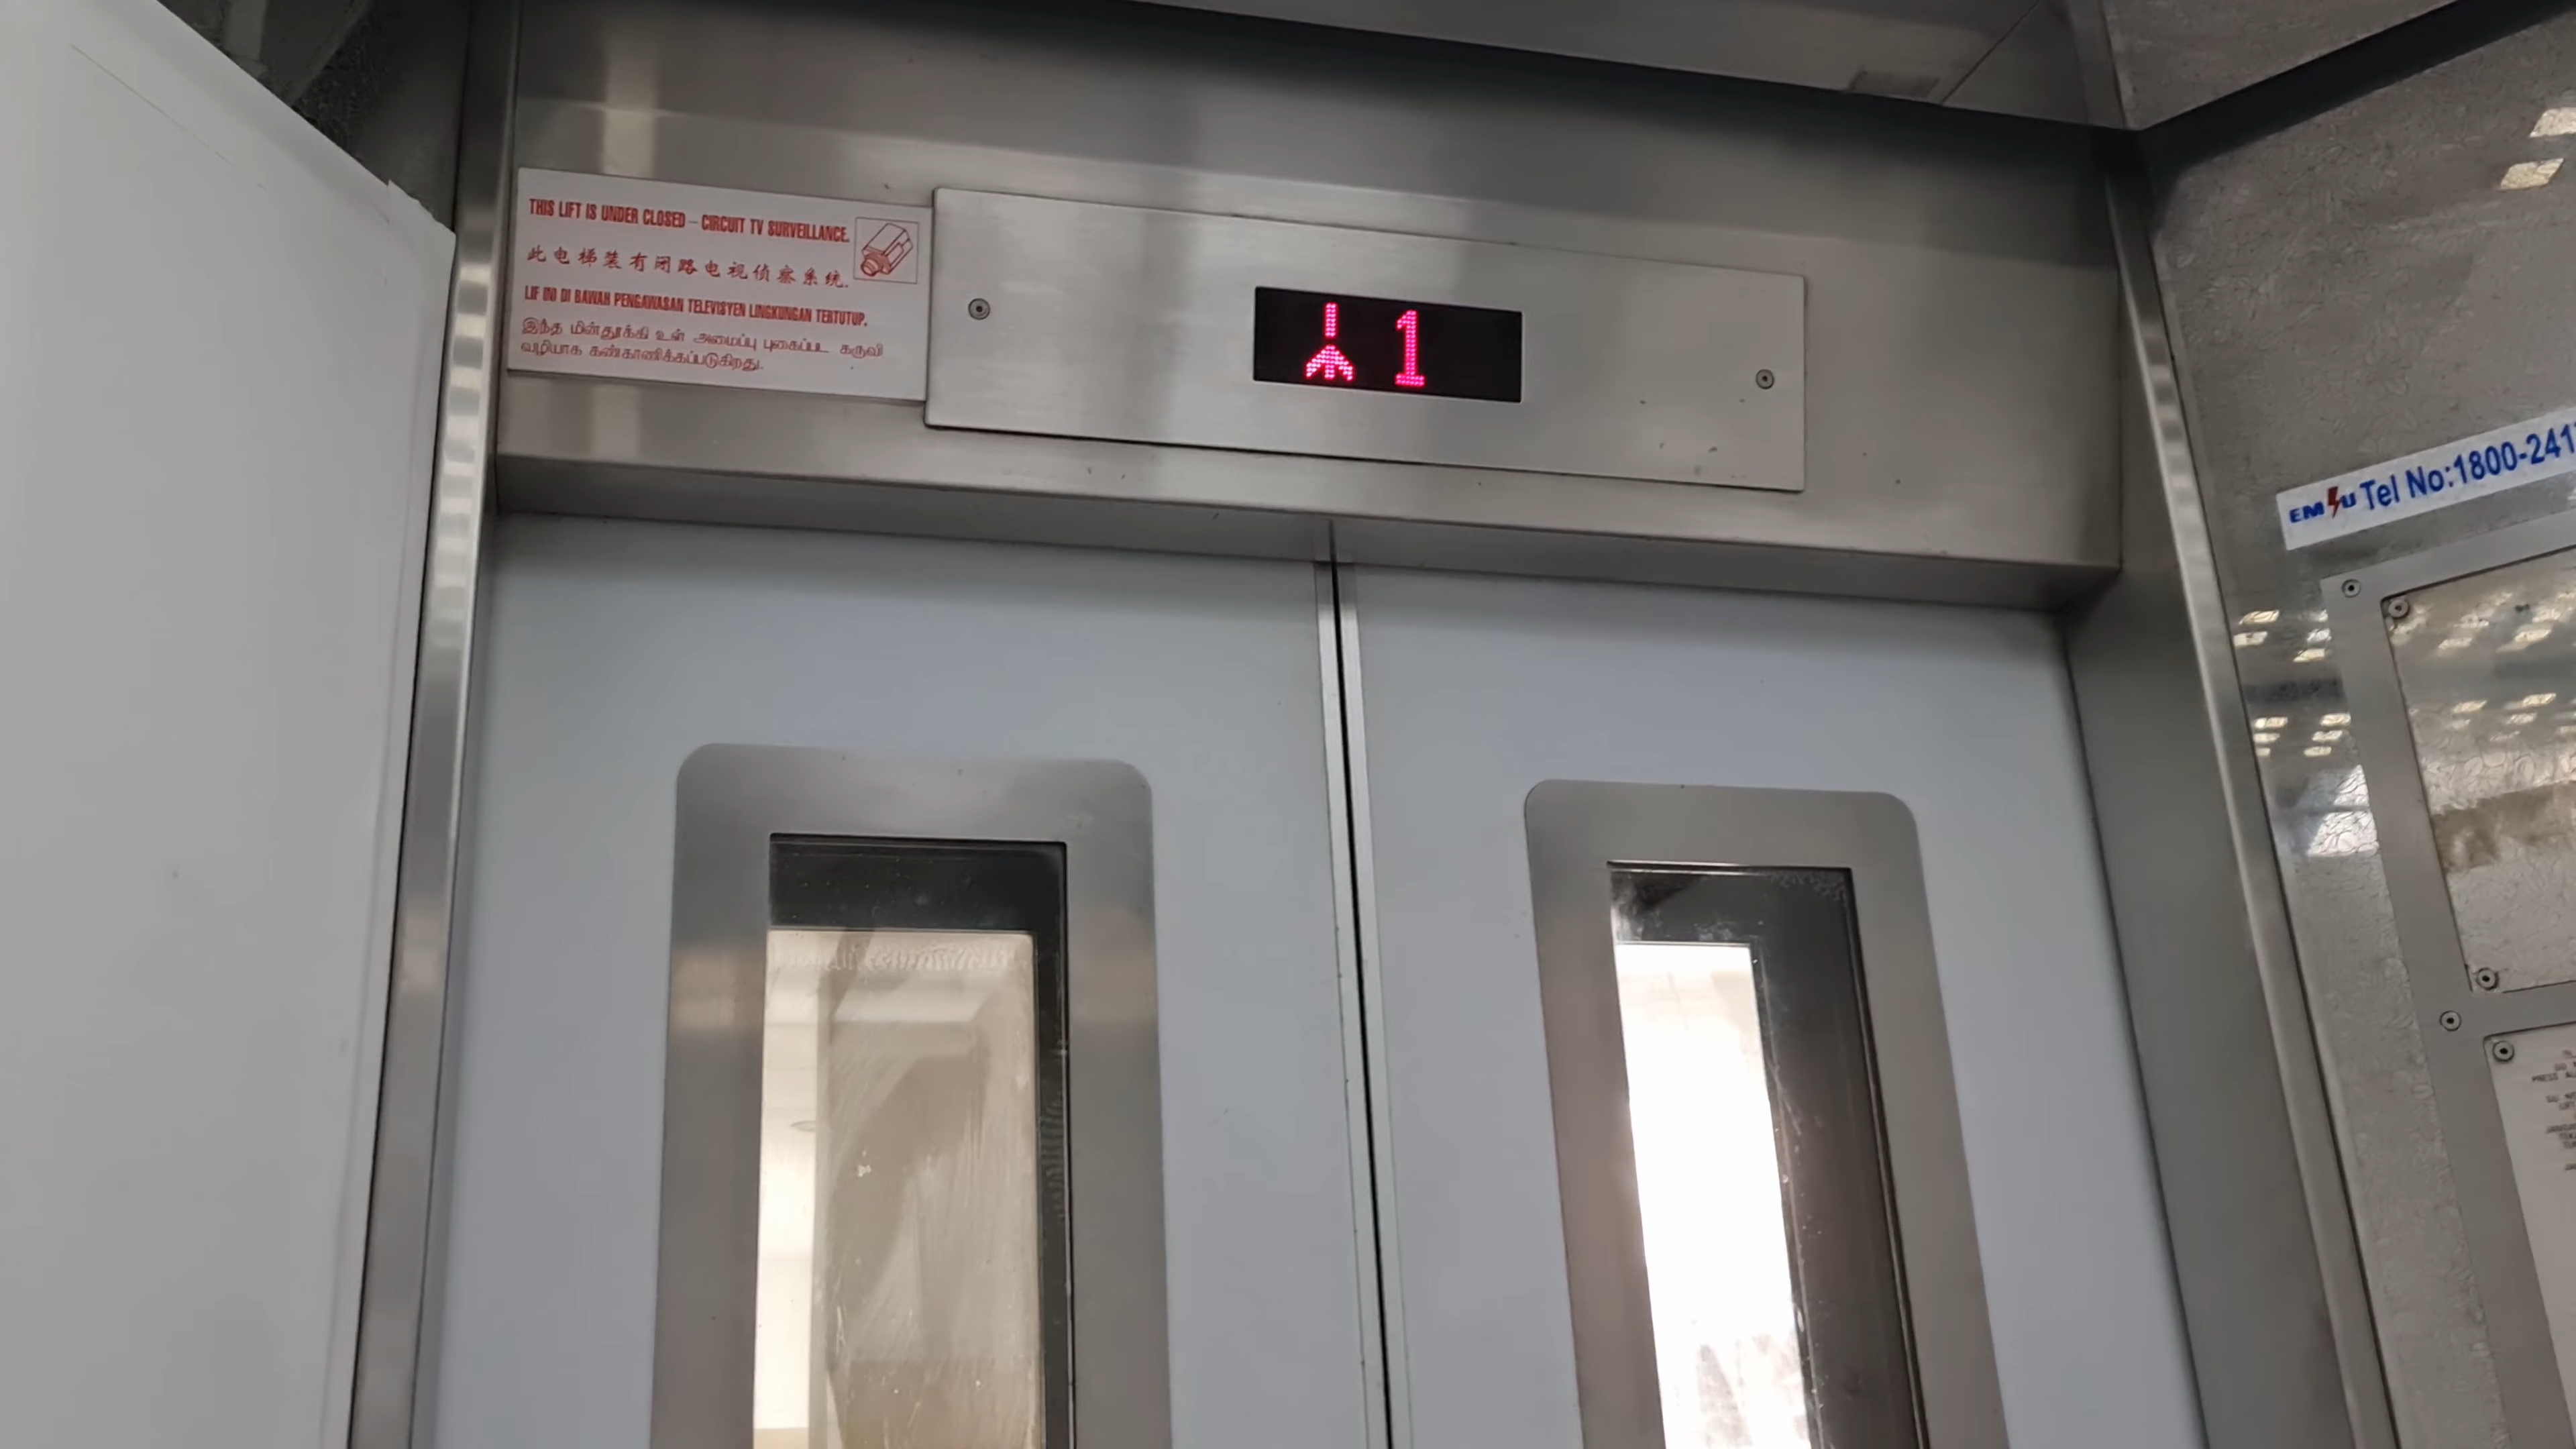 THIS LIFT IS UNDER CLOSED – CIRCUIT TV SURVEILLANCE.
此电梯装有闭路电视侦察系统.
LIF INI DI BAWAH PENGAWASAN TELEVISYEN LINGKUNGAN TERTUTUP.
இந்த மின்தூக்கி உள் அமைப்பு புகைப்பட கருவி
வழியாக கண்காணிக்கப்படுகிறது.
1
EMSU Tel No:1800-241
PRESS